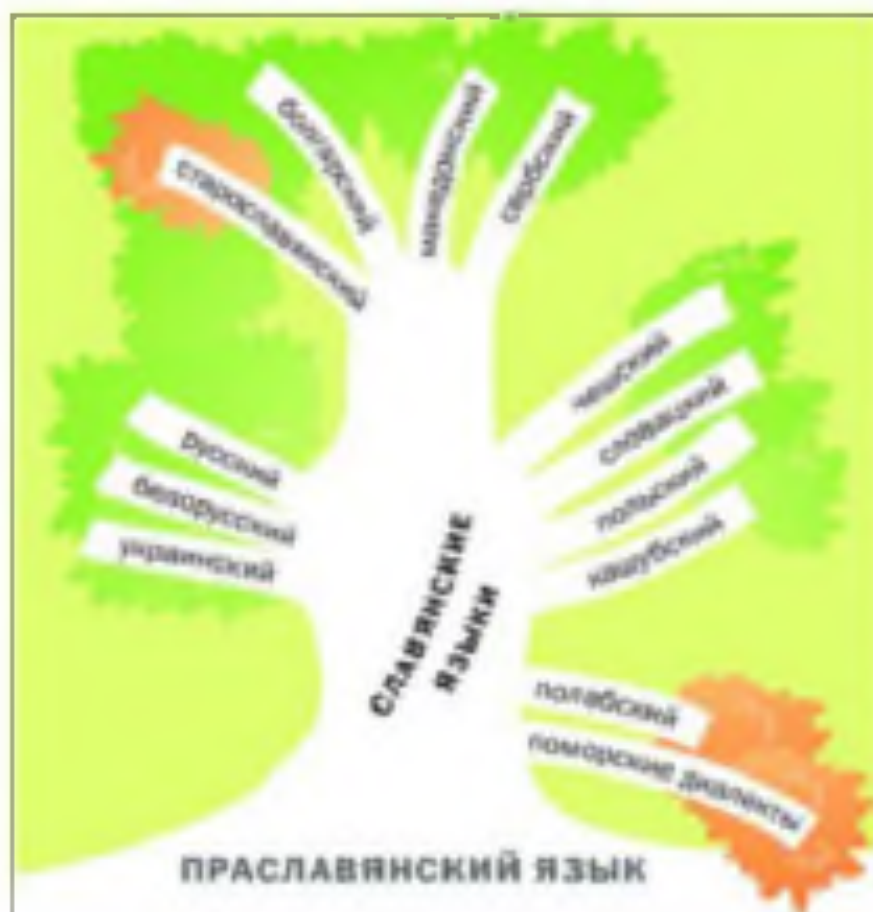 болгарский
македонский
сербский
старославянский
чешский
словацкий
польский
кашубский
русский
белорусский
украинский
СЛАВЯНСКИЕ
ЯЗЫКИ
полабский
поморские диалекты
ПРАСЛАВЯНСКИЙ ЯЗЫК